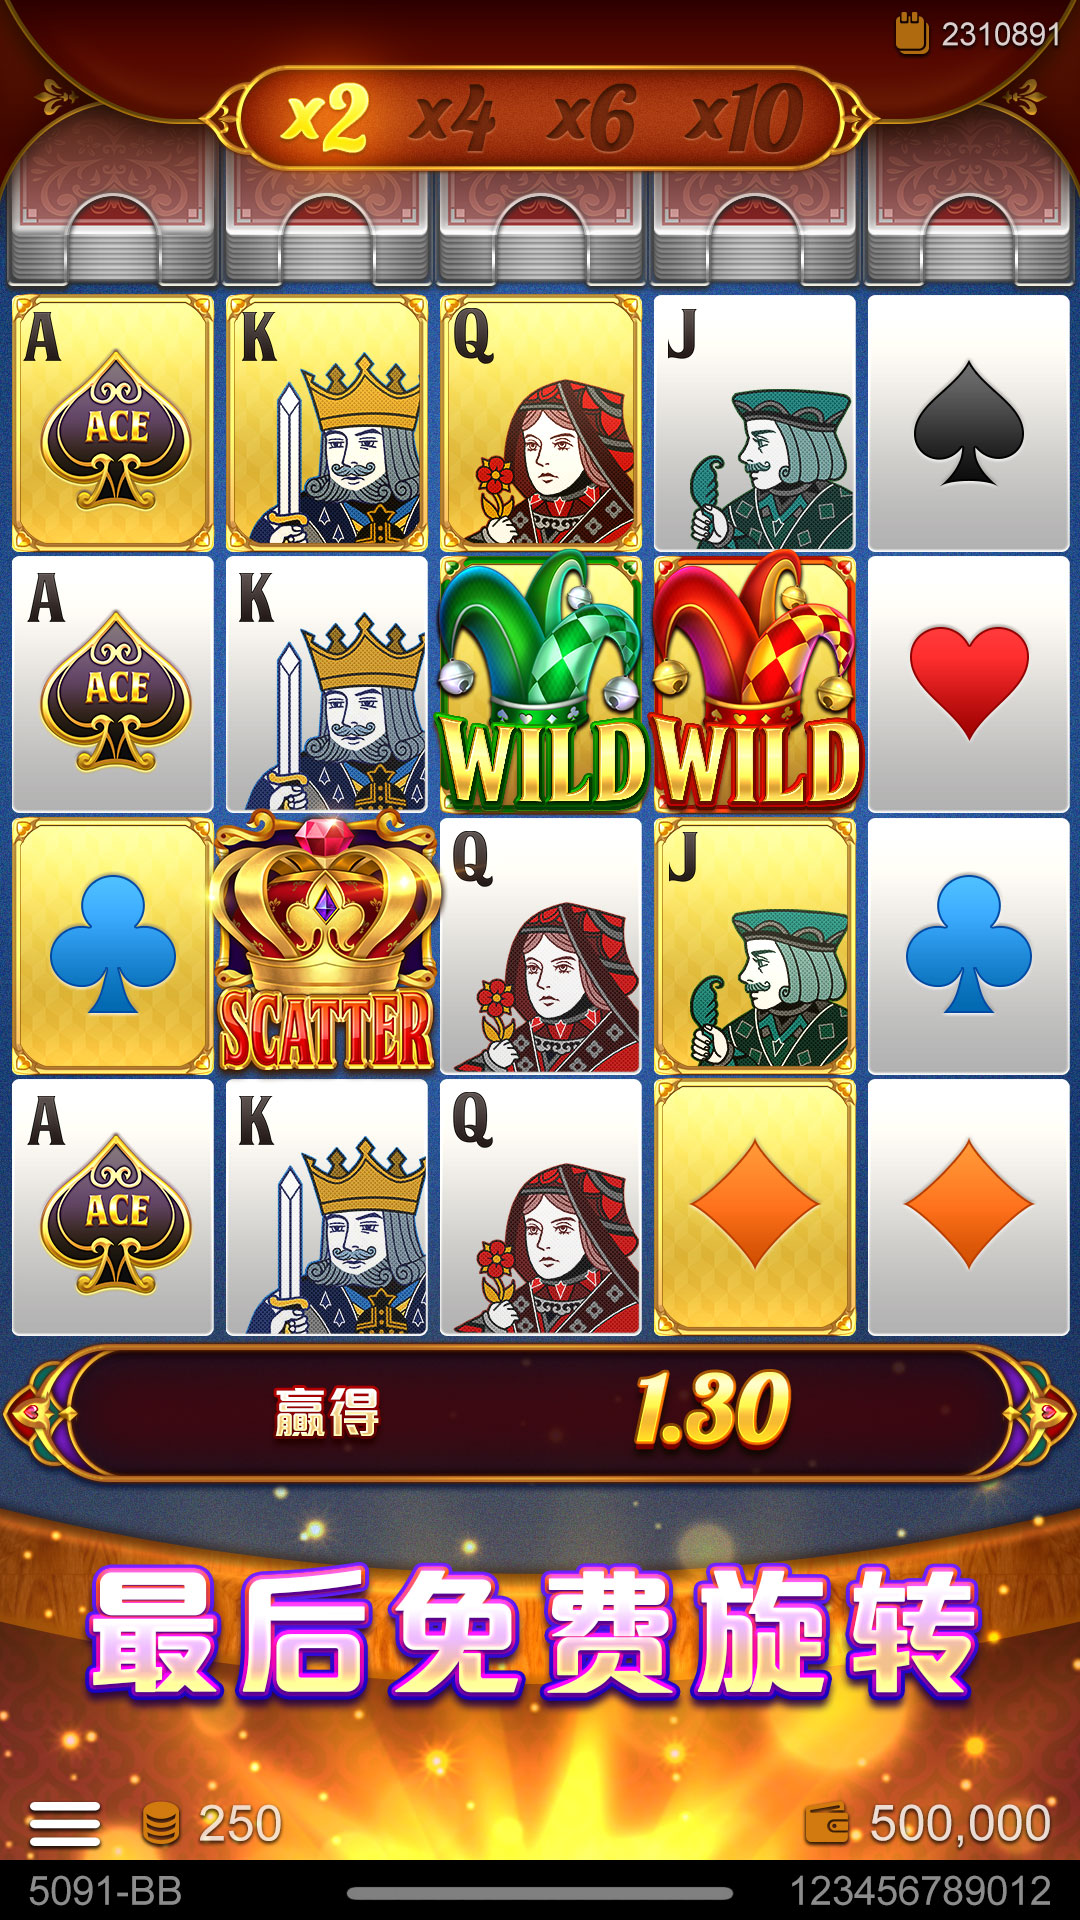 2310891
x2 x4 x6 x10
A K Q J
ACE
A K
ACE WILD WILD
Q J
SCATTER
A K Q
ACE
赢得 1.30
最后免费旋转
250 500,000
5091-BB 123456789012